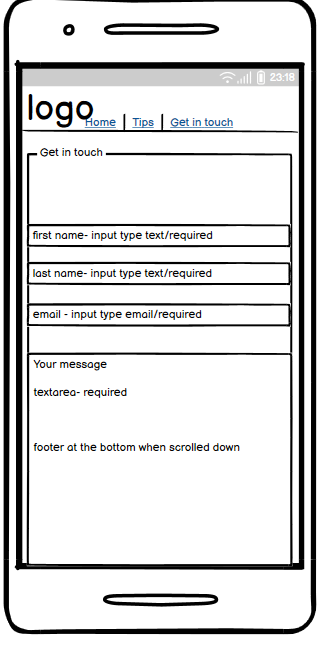 23:18
logo
Home | Tips | Get in touch
Get in touch
first name- input type text/required
last name- input type text/required
email - input type email/required
Your message
textarea- required
footer at the bottom when scrolled down